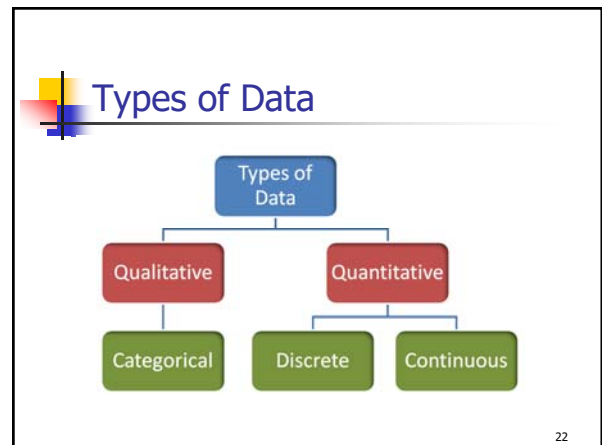 Types of Data
Types of
Data
Qualitative
Quantitative
Categorical
Discrete
Continuous
22